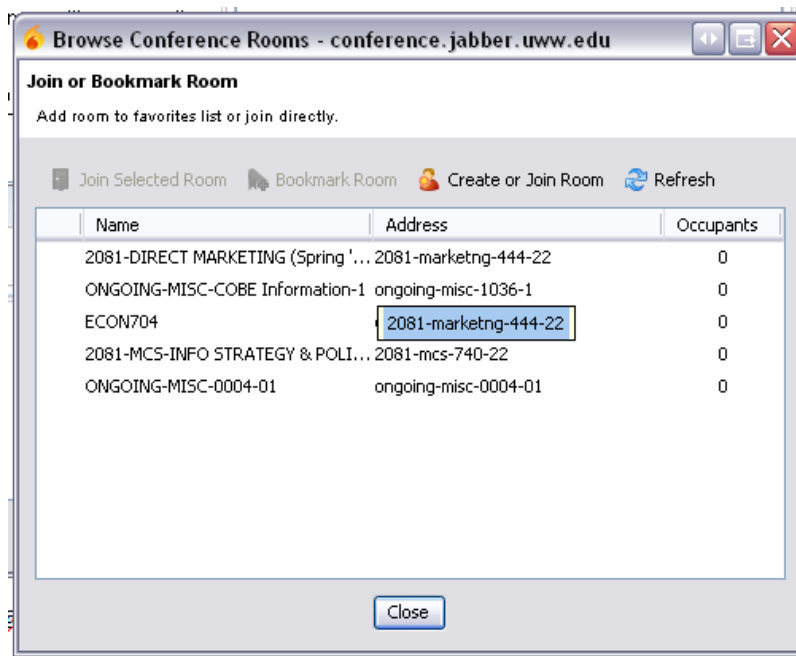 Browse Conference Rooms - conference.jabber.uww.edu
Join or Bookmark Room
Add room to favorites list or join directly.
Join Selected Room Bookmark Room Create or Join Room Refresh
Name Address Occupants
2081-DIRECT MARKETING (Spring '... 2081-marketng-444-22 0
ONGOING-MISC-COBE Information-1 ongoing-misc-1036-1 0
ECON704 2081-marketng-444-22 0
2081-MCS-INFO STRATEGY & POLI... 2081-mcs-740-22 0
ONGOING-MISC-0004-01 ongoing-misc-0004-01 0
Close